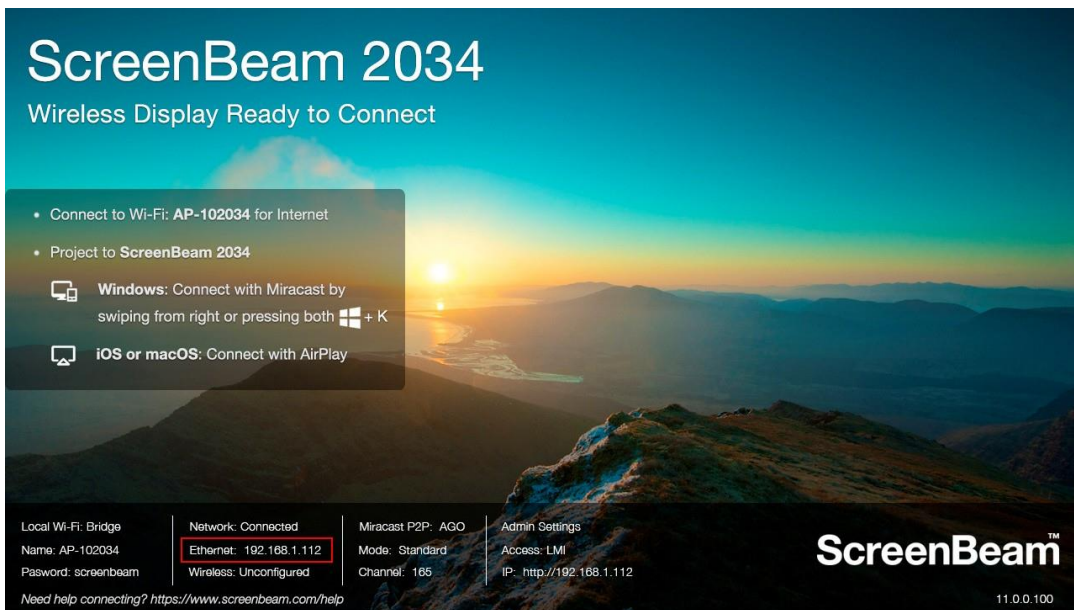 ScreenBeam 2034
Wireless Display Ready to Connect
• Connect to Wi-Fi: AP-102034 for Internet
• Project to ScreenBeam 2034
Windows: Connect with Miracast by
swiping from right or pressing both + K
iOS or macOS: Connect with AirPlay
Local Wi-Fi: Bridge
Name: AP-102034
Pasword: screenbeam
Network: Connected
Ethernet: 192.168.1.112
Wireless: Unconfigured
Miracast P2P: AGO
Mode: Standard
Channel: 165
Admin Settings
Access: LMI
IP: http://192.168.1.112
ScreenBeam™
Need help connecting? https://www.screenbeam.com/help
11.0.0.100